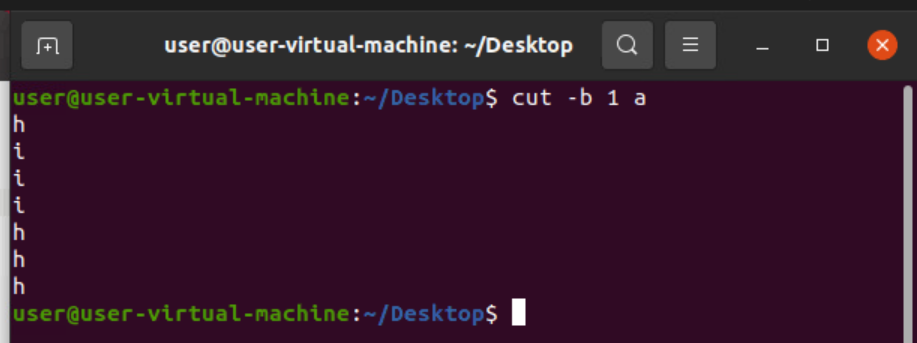 user@user-virtual-machine: ~/Desktop
user@user-virtual-machine:~/Desktop$ cut -b 1 a
h
i
i
i
h
h
h
user@user-virtual-machine:~/Desktop$